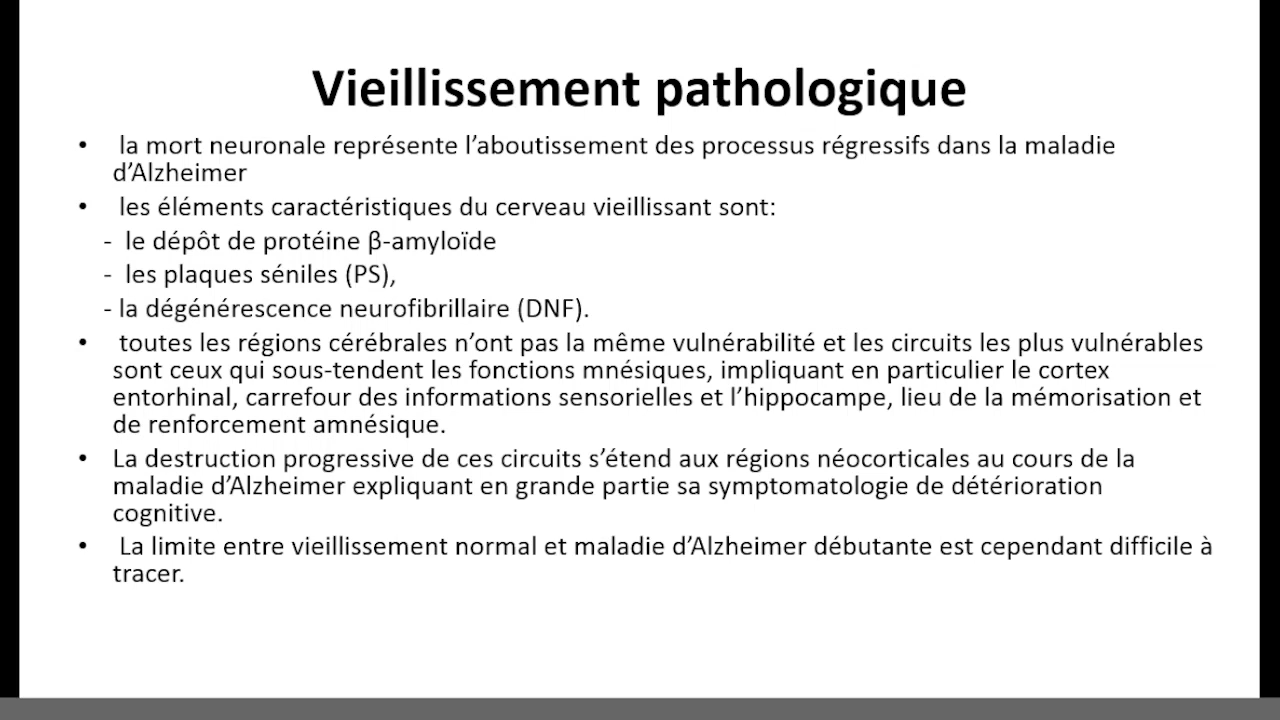 Vieillissement pathologique
• la mort neuronale représente l’aboutissement des processus régressifs dans la maladie
d’Alzheimer
• les éléments caractéristiques du cerveau vieillissant sont:
- le dépôt de protéine β-amyloïde
- les plaques séniles (PS),
- la dégénérescence neurofibrillaire (DNF).
• toutes les régions cérébrales n’ont pas la même vulnérabilité et les circuits les plus vulnérables
sont ceux qui sous-tendent les fonctions mnésiques, impliquant en particulier le cortex
entorhinal, carrefour des informations sensorielles et l’hippocampe, lieu de la mémorisation et
de renforcement amnésique.
• La destruction progressive de ces circuits s’étend aux régions néocorticales au cours de la
maladie d’Alzheimer expliquant en grande partie sa symptomatologie de détérioration
cognitive.
• La limite entre vieillissement normal et maladie d’Alzheimer débutante est cependant difficile à
tracer.